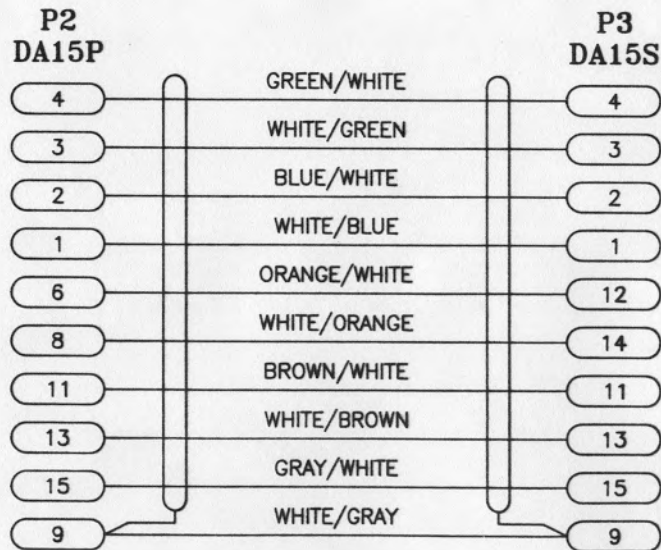 P2 P3
DA15P DA15S
4 GREEN/WHITE 4
3 WHITE/GREEN 3
2 BLUE/WHITE 2
1 WHITE/BLUE 1
6 ORANGE/WHITE 12
8 WHITE/ORANGE 14
11 BROWN/WHITE 11
13 WHITE/BROWN 13
15 GRAY/WHITE 15
9 WHITE/GRAY 9